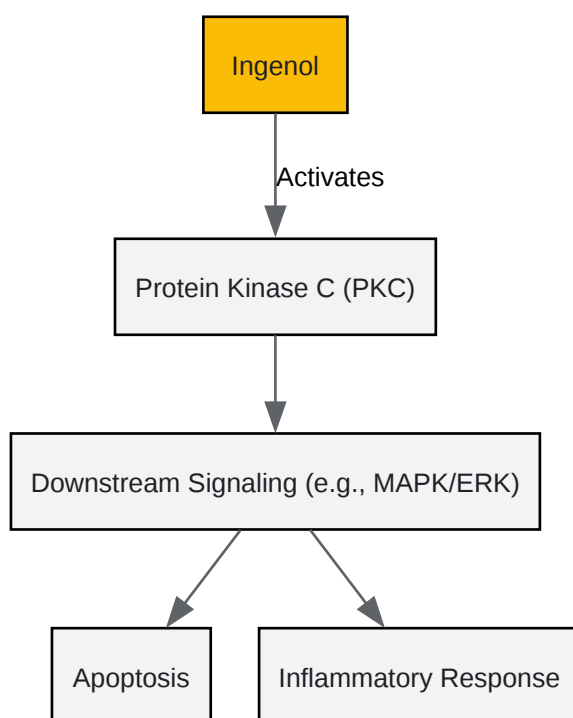 Ingenol
Activates
Protein Kinase C (PKC)
Downstream Signaling (e.g., MAPK/ERK)
Apoptosis
Inflammatory Response